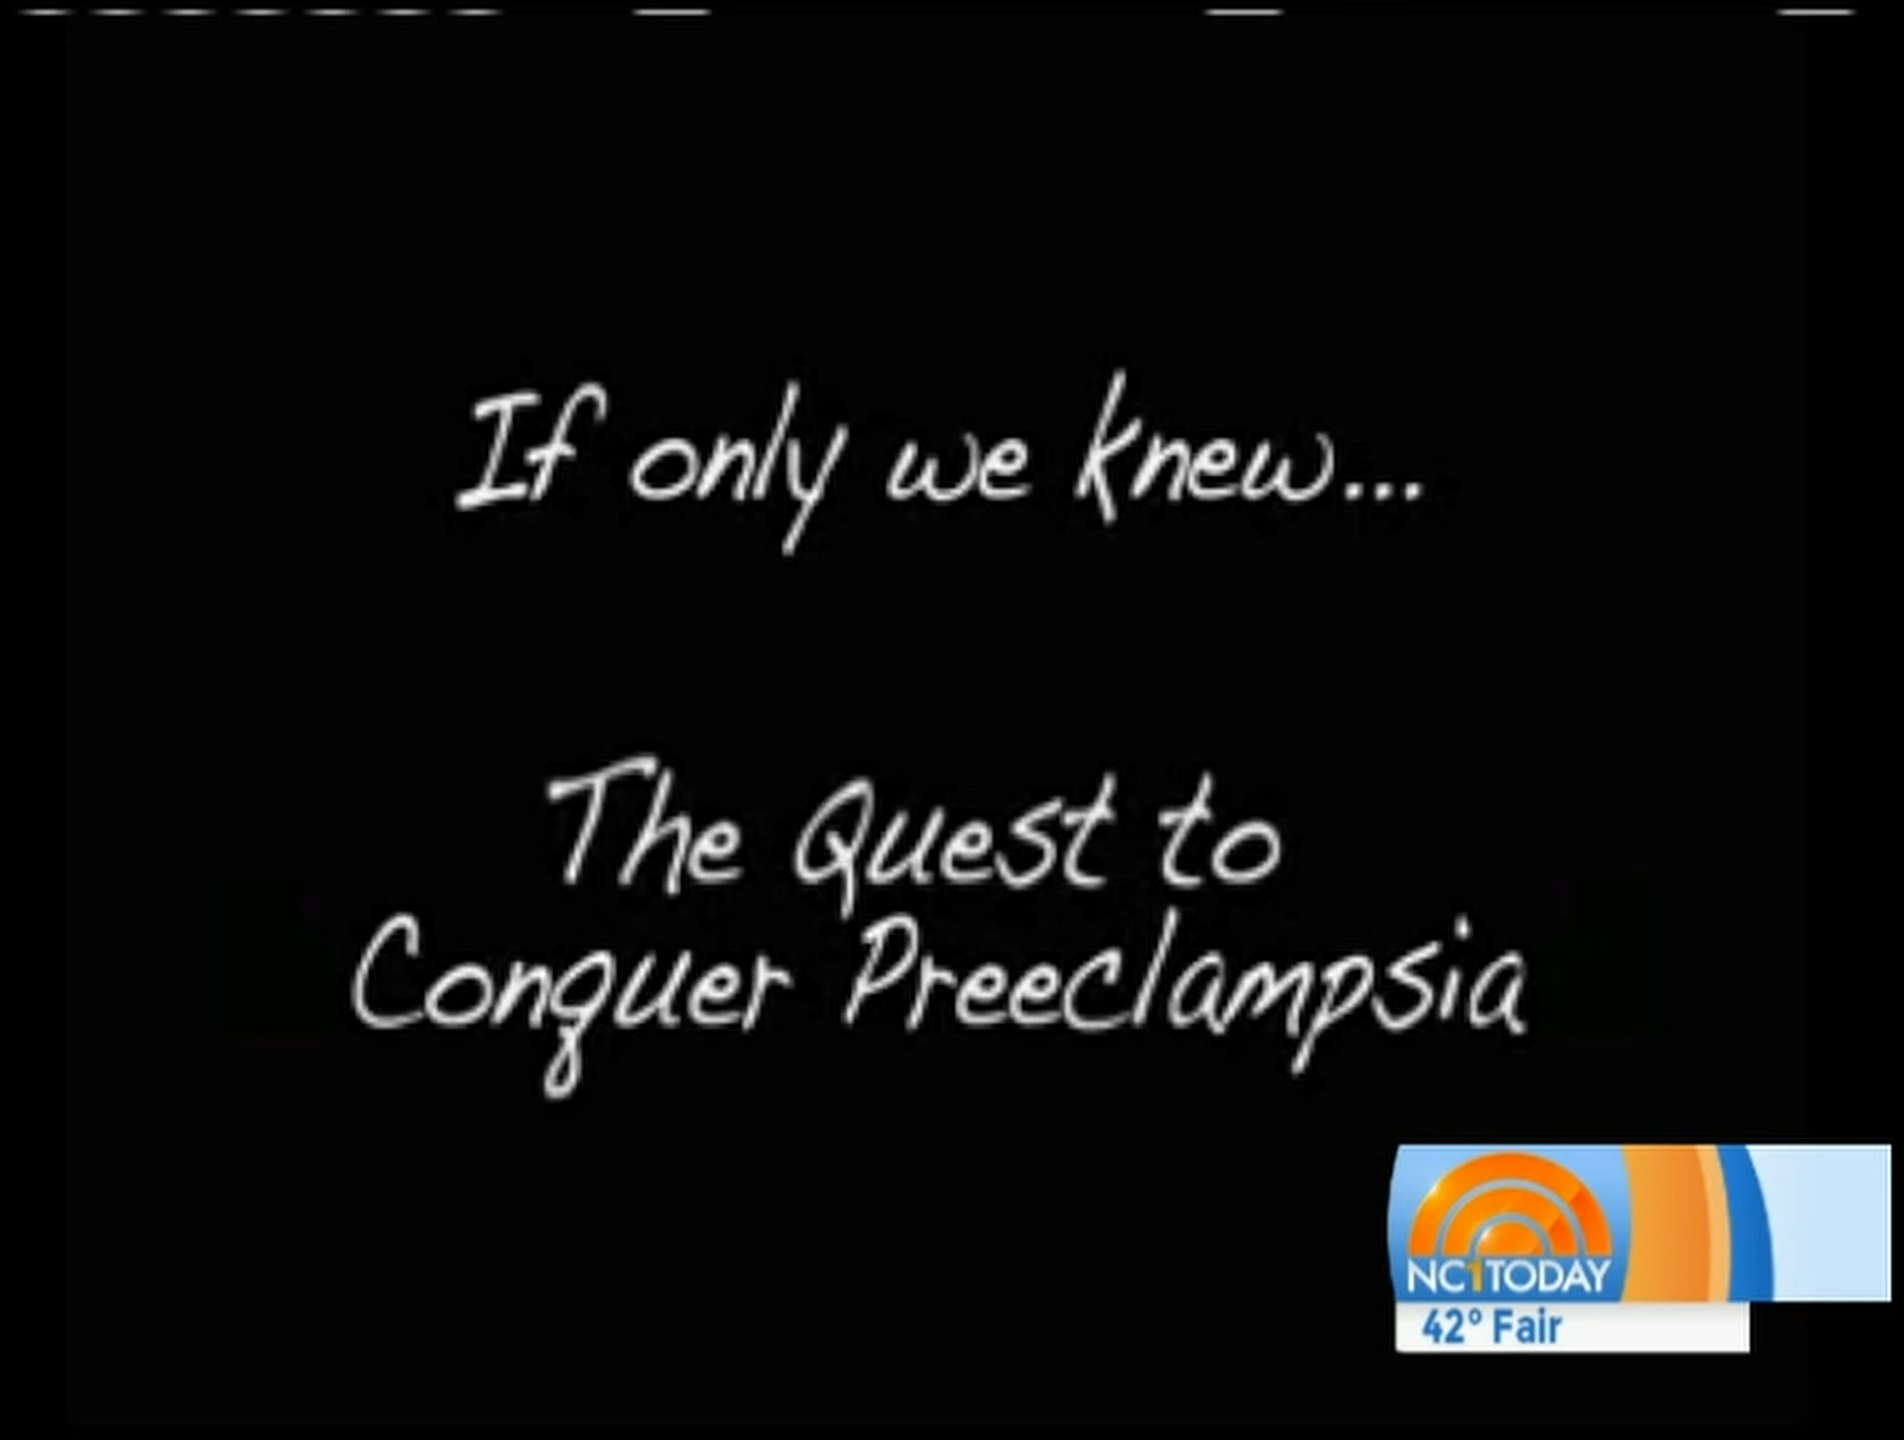 If only we knew...
The Quest to
Conquer Preeclampsia
NC1TODAY
42° Fair